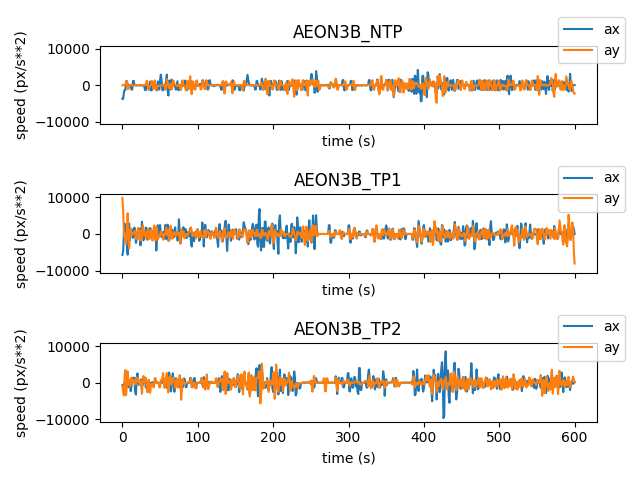 AEON3B_NTP
ax
ay
speed (px/s**2)
10000
0
−10000
time (s)
AEON3B_TP1
ax
ay
speed (px/s**2)
10000
0
−10000
time (s)
AEON3B_TP2
ax
ay
speed (px/s**2)
10000
0
−10000
0 100 200 300 400 500 600
time (s)